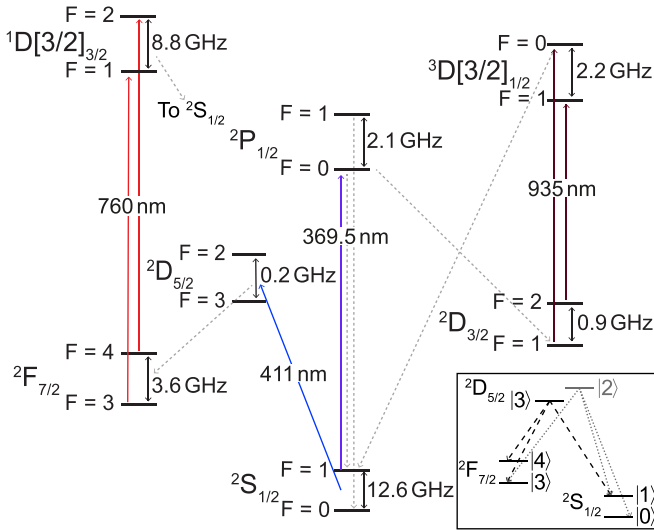 F = 2
¹D[3/2]₃/₂
8.8 GHz
F = 1
To ²S₁/₂
760 nm
F = 4
²F₇/₂
3.6 GHz
F = 3
F = 2
²D₅/₂
0.2 GHz
F = 3
411 nm
F = 1
²P₁/₂
2.1 GHz
F = 0
369.5 nm
F = 1
²S₁/₂
12.6 GHz
F = 0
F = 0
³D[3/2]₁/₂
2.2 GHz
F = 1
935 nm
F = 2
²D₃/₂
0.9 GHz
F = 1
²D₅/₂ |3⟩ |2⟩
|4⟩
²F₇/₂ |3⟩
²S₁/₂ |1⟩
|0⟩